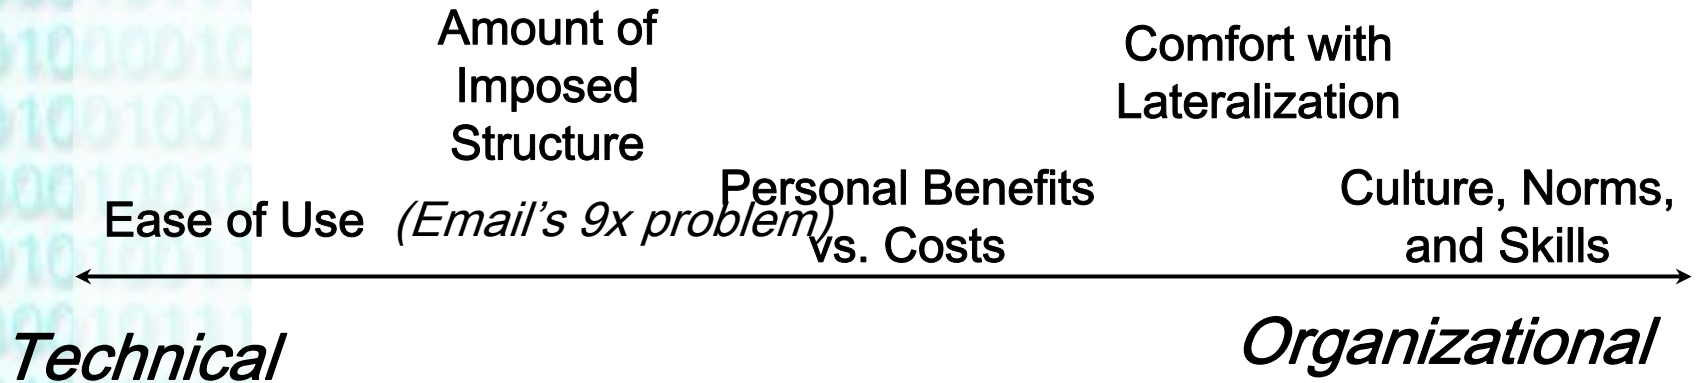 Amount of
Imposed
Structure
Comfort with
Lateralization
Ease of Use (Email's 9x problem)
Personal Benefits
vs. Costs
Culture, Norms,
and Skills
Technical
Organizational